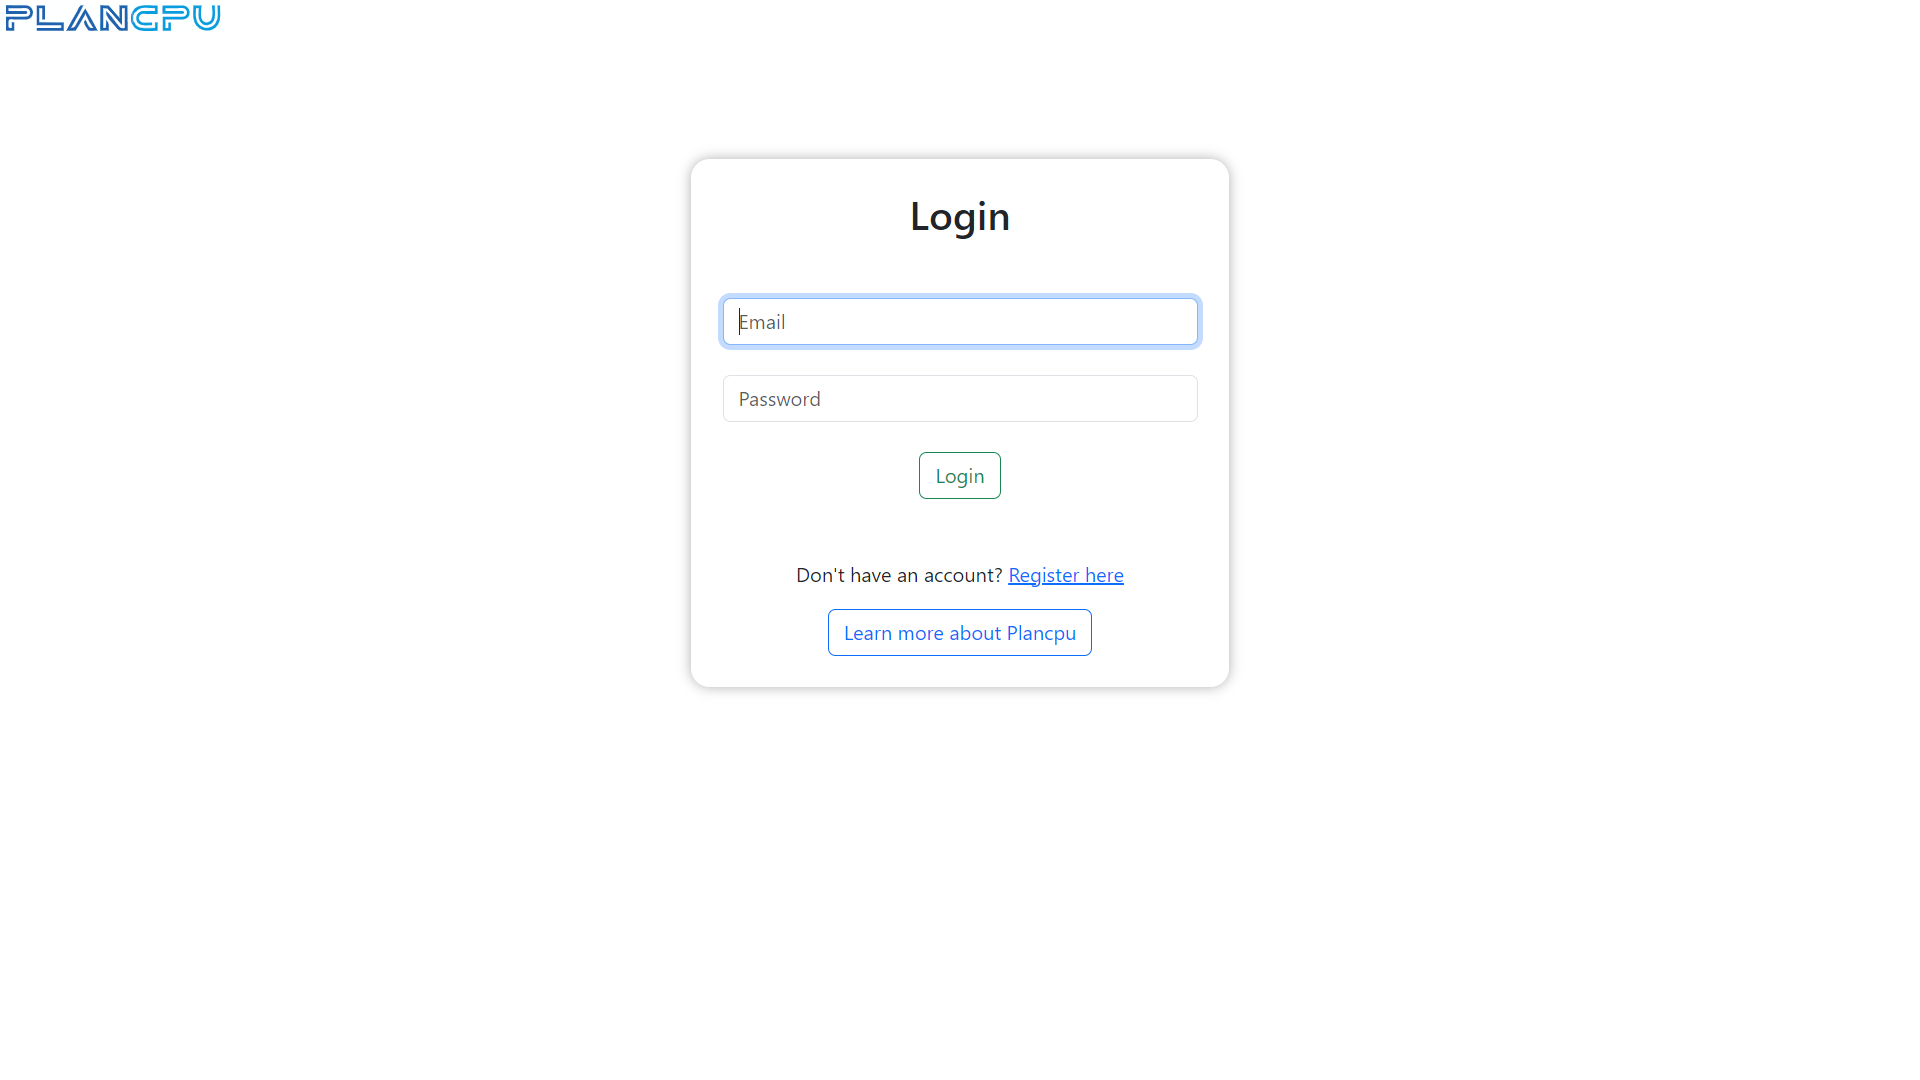 PLANCPU
Login
Email
Password
Login
Don't have an account? Register here
Learn more about Plancpu